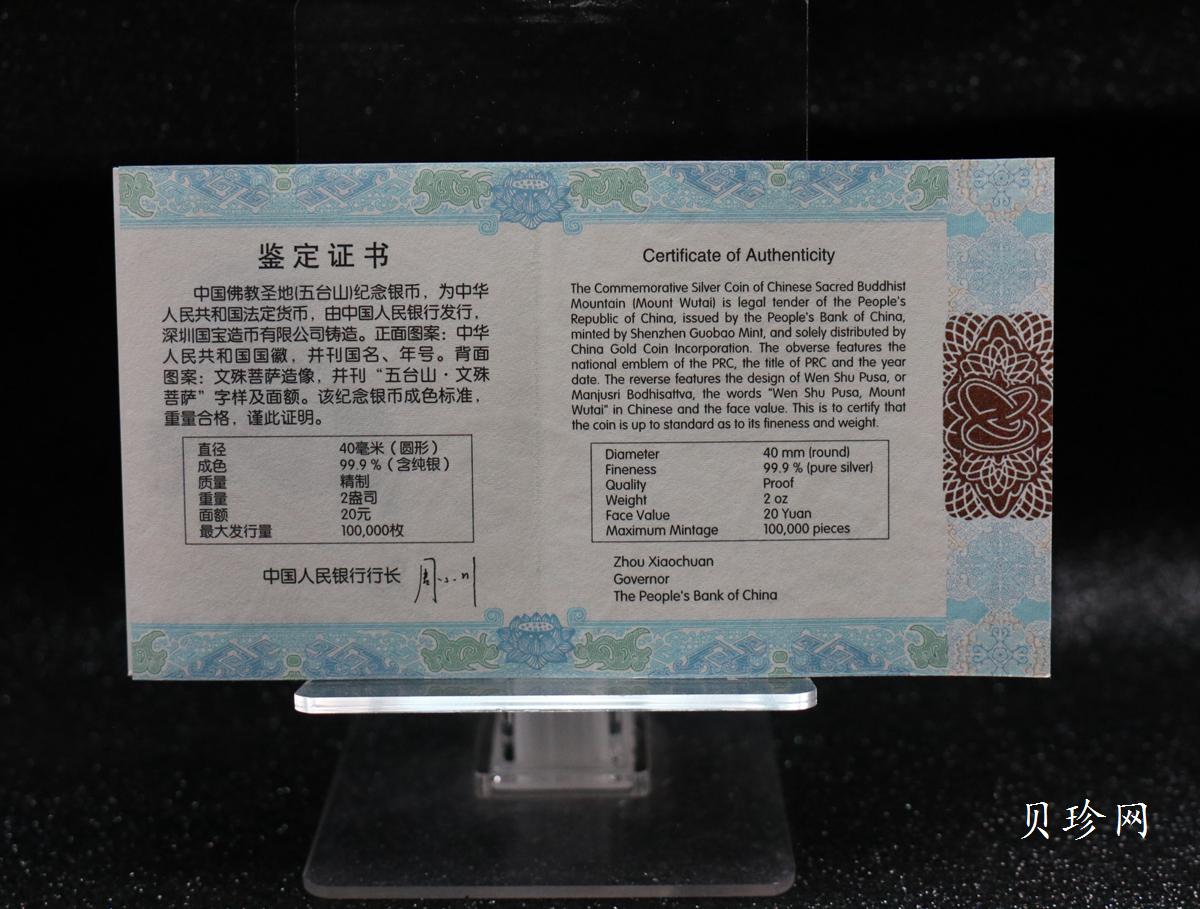 鉴定证书
中国佛教圣地(五台山)纪念银币，为中华
人民共和国法定货币，由中国人民银行发行，
深圳国宝造币有限公司铸造。正面图案：中华
人民共和国国徽，并刊国名、年号。背面
图案：文殊菩萨造像，并刊“五台山·文殊
菩萨”字样及面额。该纪念银币成色标准，
重量合格，谨此证明。
直径 40毫米（圆形）
成色 99.9％（含纯银）
质量 精制
重量 2盎司
面额 20元
最大发行量 100,000枚
中国人民银行行长 周小川
Certificate of Authenticity
The Commemorative Silver Coin of Chinese Sacred Buddhist
Mountain (Mount Wutai) is legal tender of the People's
Republic of China, issued by the People's Bank of China,
minted by Shenzhen Guobao Mint, and solely distributed by
China Gold Coin Incorporation. The obverse features the
national emblem of the PRC, the title of PRC and the year
date. The reverse features the design of Wen Shu Pusa, or
Manjusri Bodhisattva, the words "Wen Shu Pusa, Mount
Wutai" in Chinese and the face value. This is to certify that
the coin is up to standard as to its fineness and weight.
Diameter 40 mm (round)
Fineness 99.9 % (pure silver)
Quality Proof
Weight 2 oz
Face Value 20 Yuan
Maximum Mintage 100,000 pieces
Zhou Xiaochuan
Governor
The People's Bank of China
贝珍网